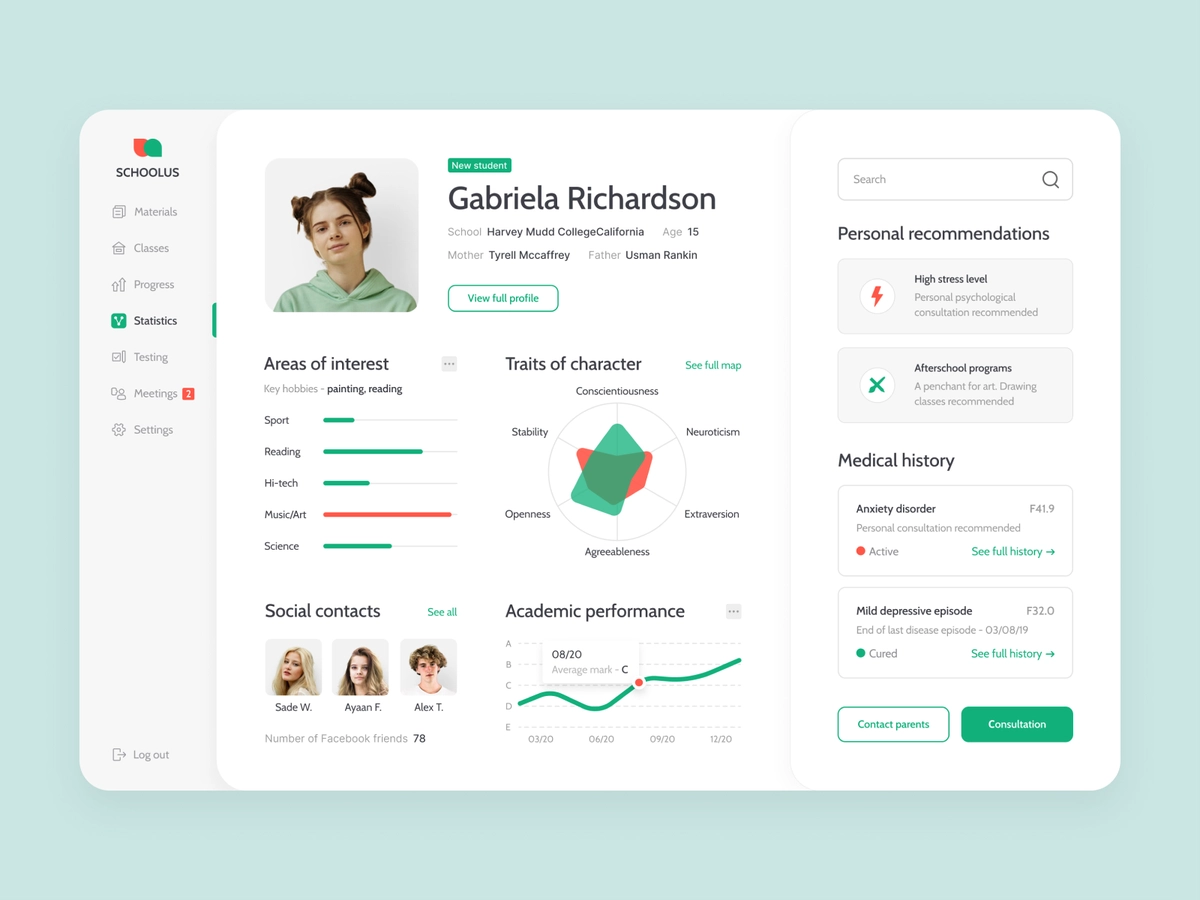 SCHOOLUS
Materials
Classes
Progress
Statistics
Testing
Meetings 2
Settings
Log out
New student
Gabriela Richardson
School Harvey Mudd CollegeCalifornia Age 15
Mother Tyrell Mccaffrey Father Usman Rankin
View full profile
Areas of interest
Key hobbies - painting, reading
Sport
Reading
Hi-tech
Music/Art
Science
Traits of character See full map
Conscientiousness
Stability Neuroticism
Openness Extraversion
Agreeableness
Social contacts See all
Sade W. Ayaan F. Alex T.
Number of Facebook friends 78
Academic performance
A
B
C
D
E
08/20
Average mark - C
03/20 06/20 09/20 12/20
Search
Personal recommendations
High stress level
Personal psychological
consultation recommended
Afterschool programs
A penchant for art. Drawing
classes recommended
Medical history
Anxiety disorder F41.9
Personal consultation recommended
Active See full history →
Mild depressive episode F32.0
End of last disease episode - 03/08/19
Cured See full history →
Contact parents Consultation